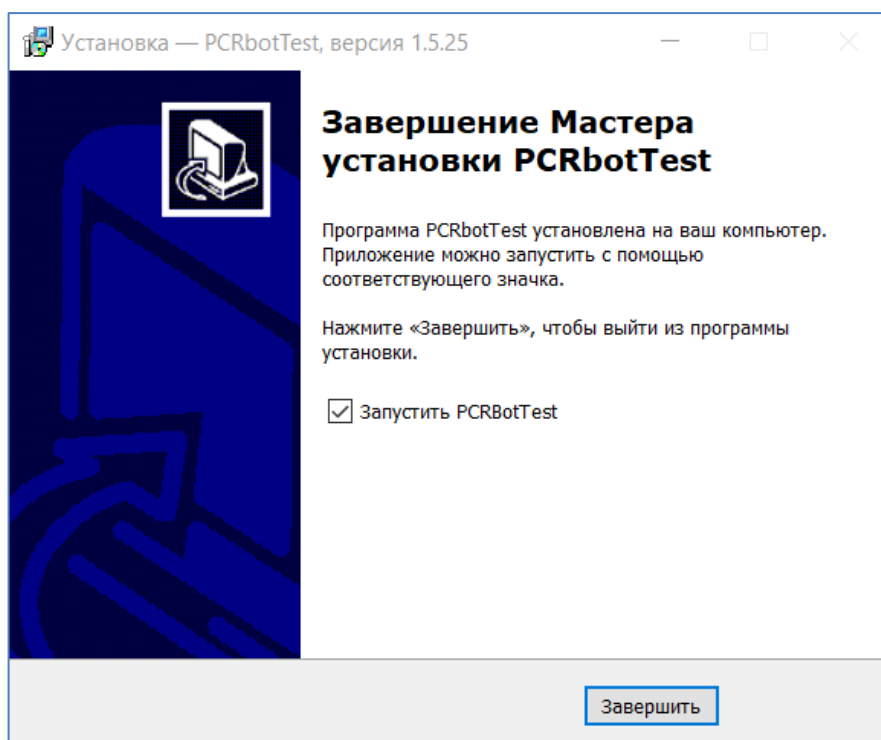 Установка — PCRbotTest, версия 1.5.25
Завершение Мастера
установки PCRbotTest
Программа PCRbotTest установлена на ваш компьютер.
Приложение можно запустить с помощью
соответствующего значка.
Нажмите «Завершить», чтобы выйти из программы
установки.
Запустить PCRBotTest
Завершить